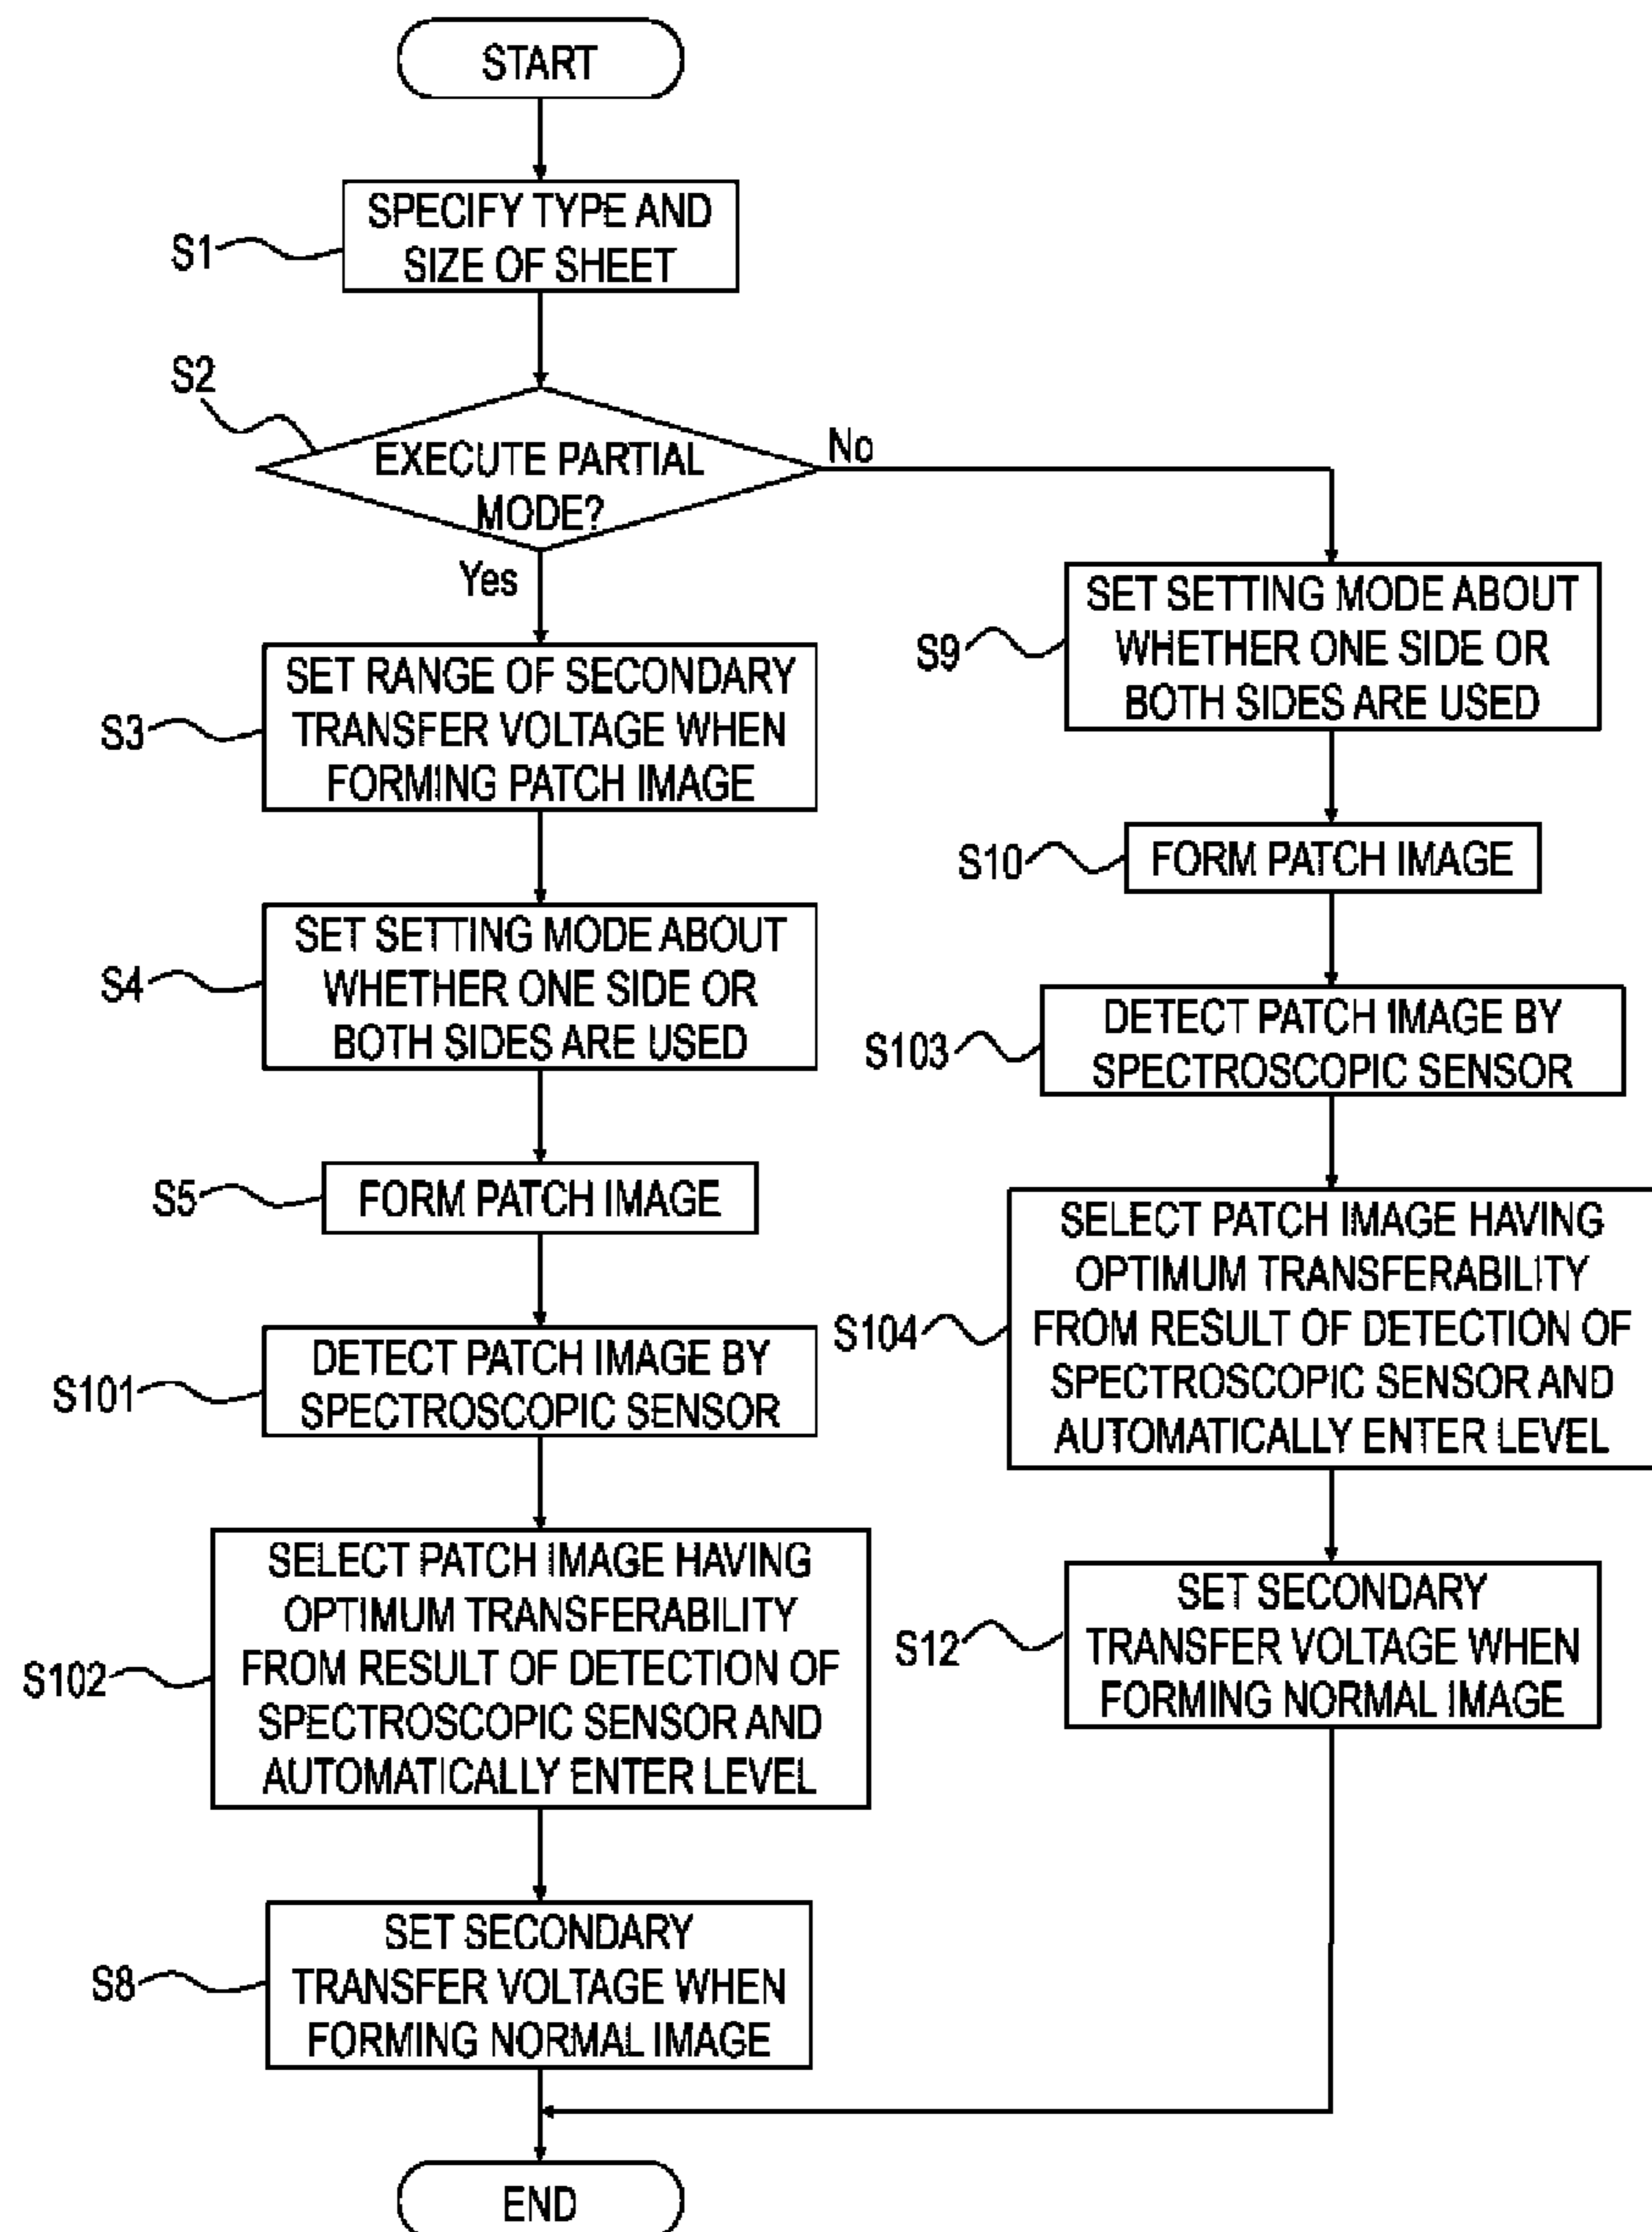 START
S1
SPECIFY TYPE AND
SIZE OF SHEET
S2
EXECUTE PARTIAL
MODE?
No
Yes
S3
SET RANGE OF SECONDARY
TRANSFER VOLTAGE WHEN
FORMING PATCH IMAGE
S4
SET SETTING MODE ABOUT
WHETHER ONE SIDE OR
BOTH SIDES ARE USED
S5
FORM PATCH IMAGE
S101
DETECT PATCH IMAGE BY
SPECTROSCOPIC SENSOR
S102
SELECT PATCH IMAGE HAVING
OPTIMUM TRANSFERABILITY
FROM RESULT OF DETECTION OF
SPECTROSCOPIC SENSOR AND
AUTOMATICALLY ENTER LEVEL
S8
SET SECONDARY
TRANSFER VOLTAGE WHEN
FORMING NORMAL IMAGE
S9
SET SETTING MODE ABOUT
WHETHER ONE SIDE OR
BOTH SIDES ARE USED
S10
FORM PATCH IMAGE
S103
DETECT PATCH IMAGE BY
SPECTROSCOPIC SENSOR
S104
SELECT PATCH IMAGE HAVING
OPTIMUM TRANSFERABILITY
FROM RESULT OF DETECTION OF
SPECTROSCOPIC SENSOR AND
AUTOMATICALLY ENTER LEVEL
S12
SET SECONDARY
TRANSFER VOLTAGE WHEN
FORMING NORMAL IMAGE
END